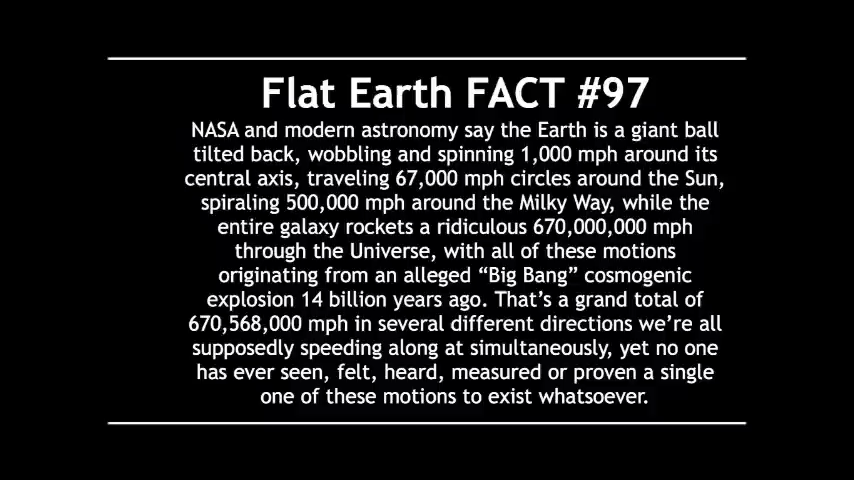 Flat Earth FACT #97
NASA and modern astronomy say the Earth is a giant ball
tilted back, wobbling and spinning 1,000 mph around its
central axis, traveling 67,000 mph circles around the Sun,
spiraling 500,000 mph around the Milky Way, while the
entire galaxy rockets a ridiculous 670,000,000 mph
through the Universe, with all of these motions
originating from an alleged “Big Bang” cosmogenic
explosion 14 billion years ago. That’s a grand total of
670,568,000 mph in several different directions we’re all
supposedly speeding along at simultaneously, yet no one
has ever seen, felt, heard, measured or proven a single
one of these motions to exist whatsoever.